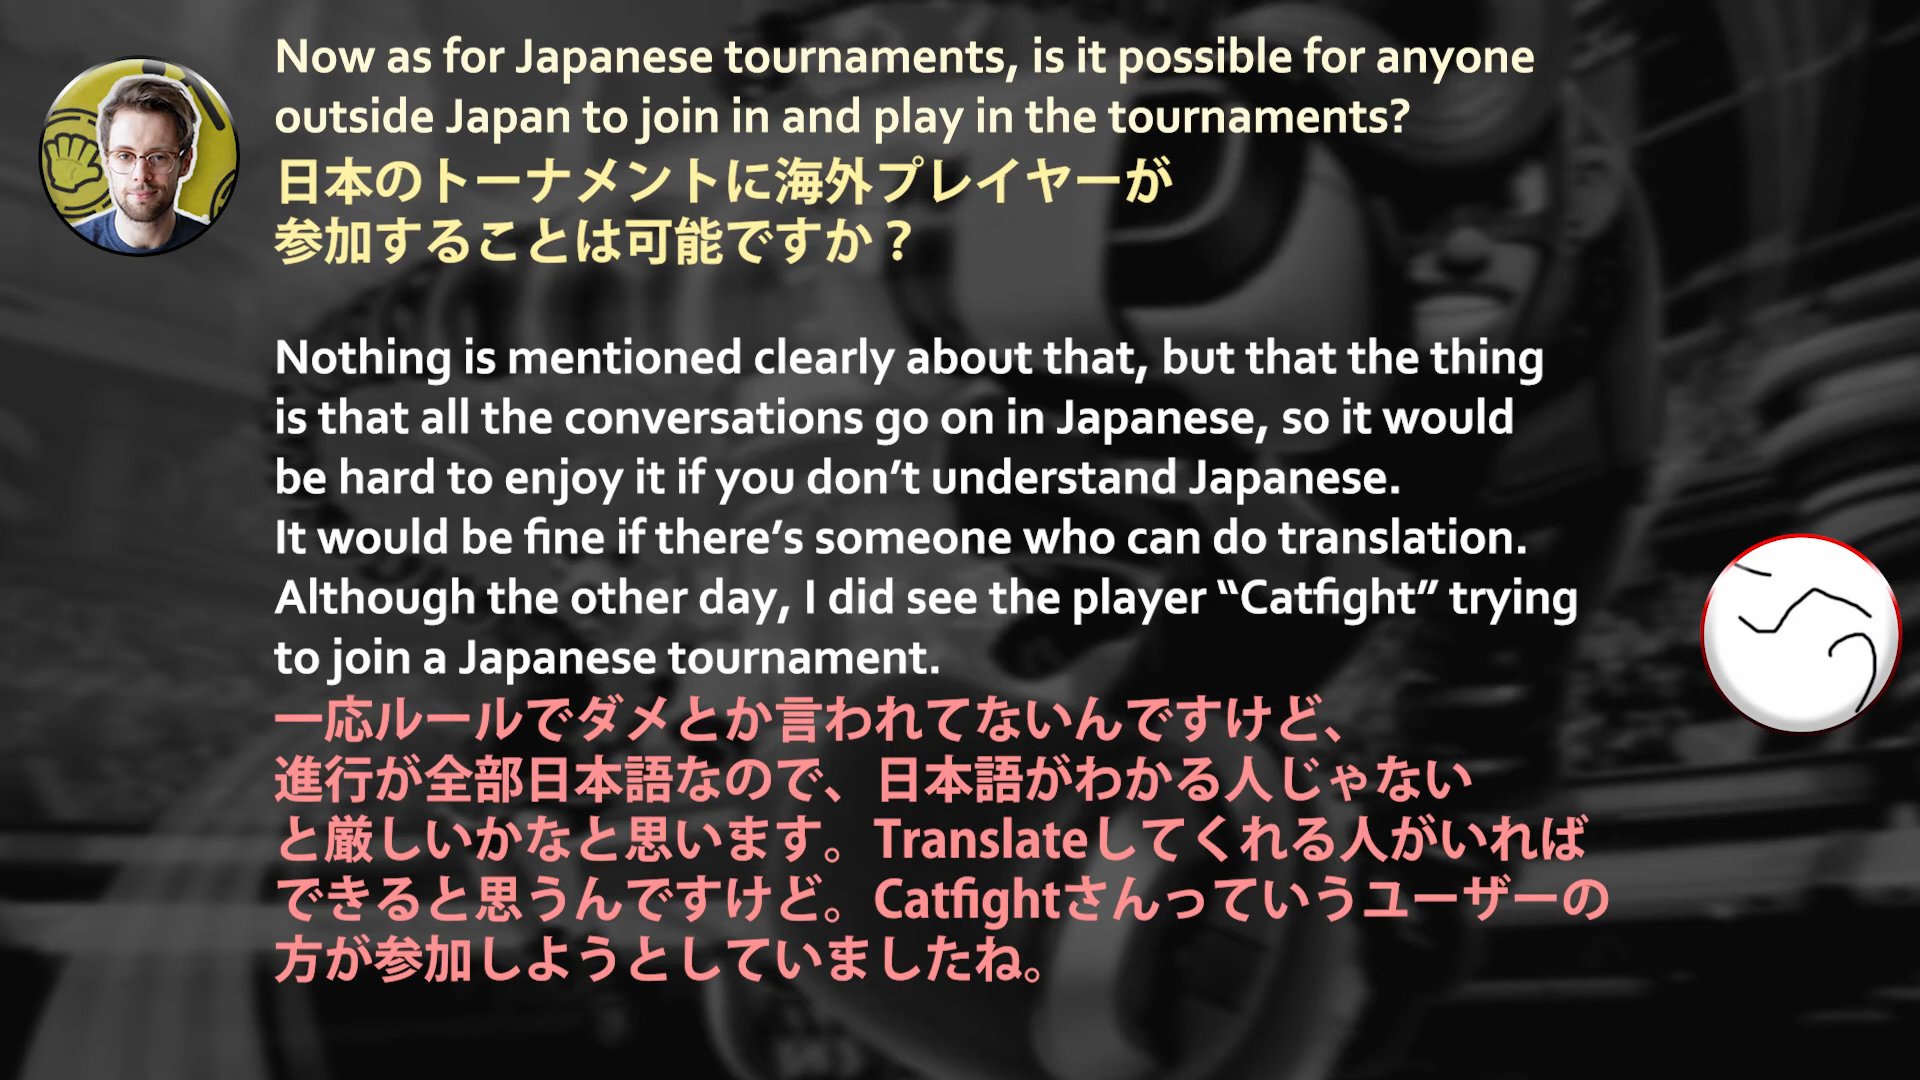 Now as for Japanese tournaments, is it possible for anyone
outside Japan to join in and play in the tournaments?
日本のトーナメントに海外プレイヤーが
参加することは可能ですか？
Nothing is mentioned clearly about that, but that the thing
is that all the conversations go on in Japanese, so it would
be hard to enjoy it if you don’t understand Japanese.
It would be fine if there’s someone who can do translation.
Although the other day, I did see the player “Catfight” trying
to join a Japanese tournament.
一応ルールでダメとか言われてないんですけど、
進行が全部日本語なので、日本語がわかる人じゃない
と厳しいかなと思います。Translateしてくれる人がいれば
できると思うんですけど。Catfightさんっていうユーザーの
方が参加しようとしていましたね。